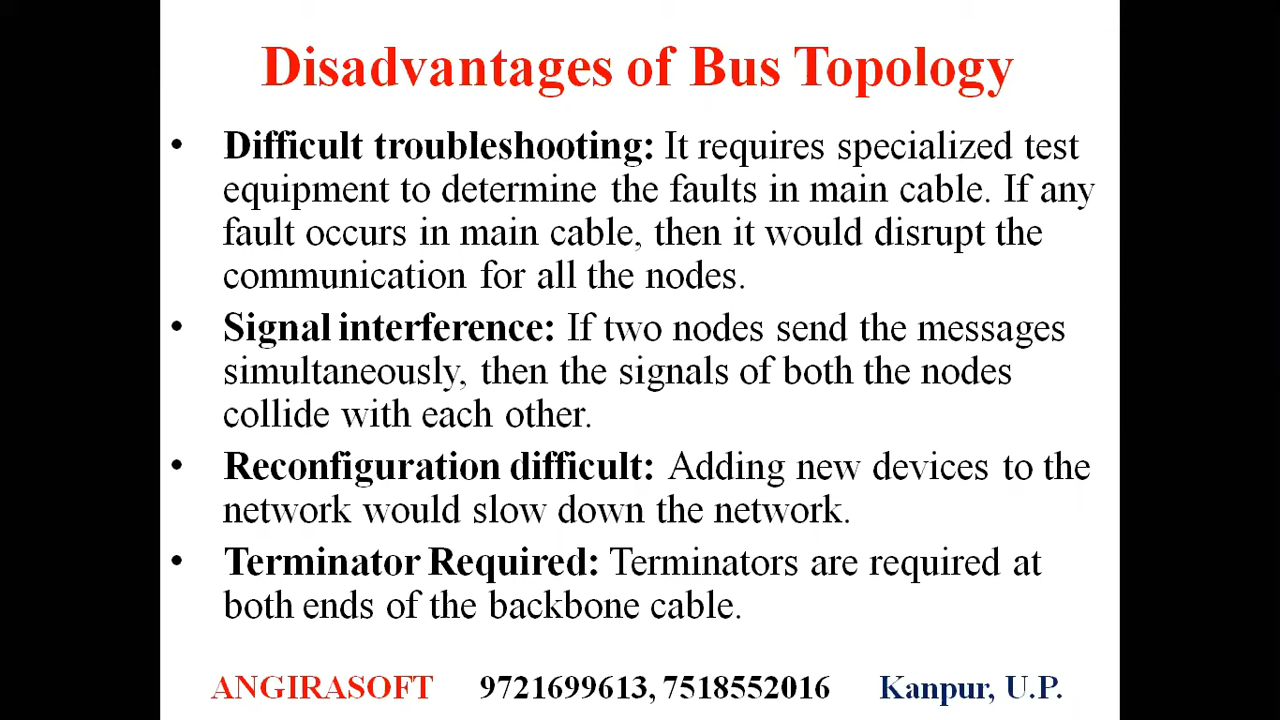 Disadvantages of Bus Topology
• Difficult troubleshooting: It requires specialized test
equipment to determine the faults in main cable. If any
fault occurs in main cable, then it would disrupt the
communication for all the nodes.
• Signal interference: If two nodes send the messages
simultaneously, then the signals of both the nodes
collide with each other.
• Reconfiguration difficult: Adding new devices to the
network would slow down the network.
• Terminator Required: Terminators are required at
both ends of the backbone cable.
ANGIRASOFT 9721699613, 7518552016 Kanpur, U.P.